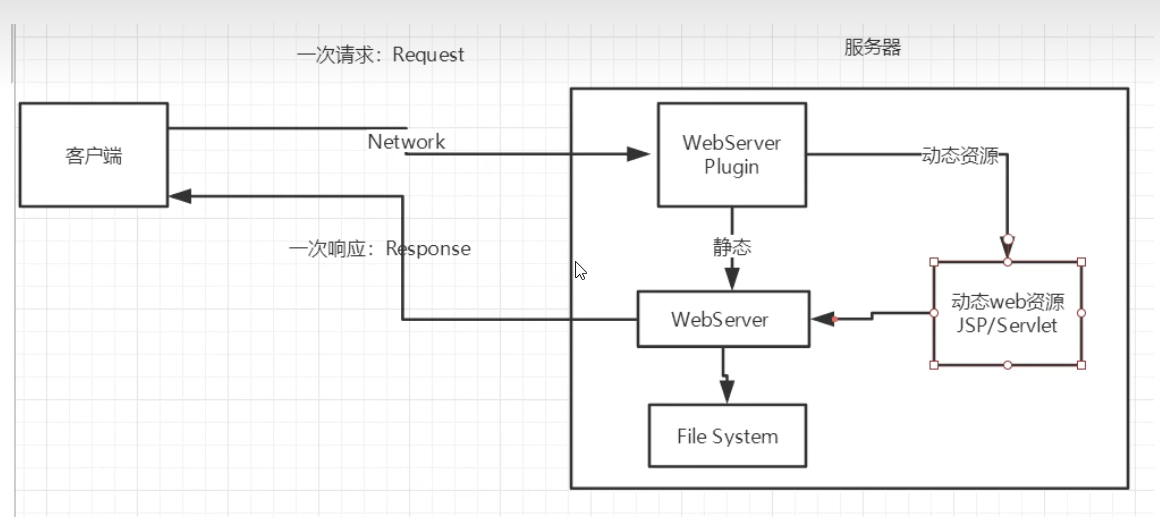 一次请求：Request
服务器
客户端
Network
WebServer
Plugin
动态资源
一次响应：Response
静态
动态web资源
JSP/Servlet
WebServer
File System